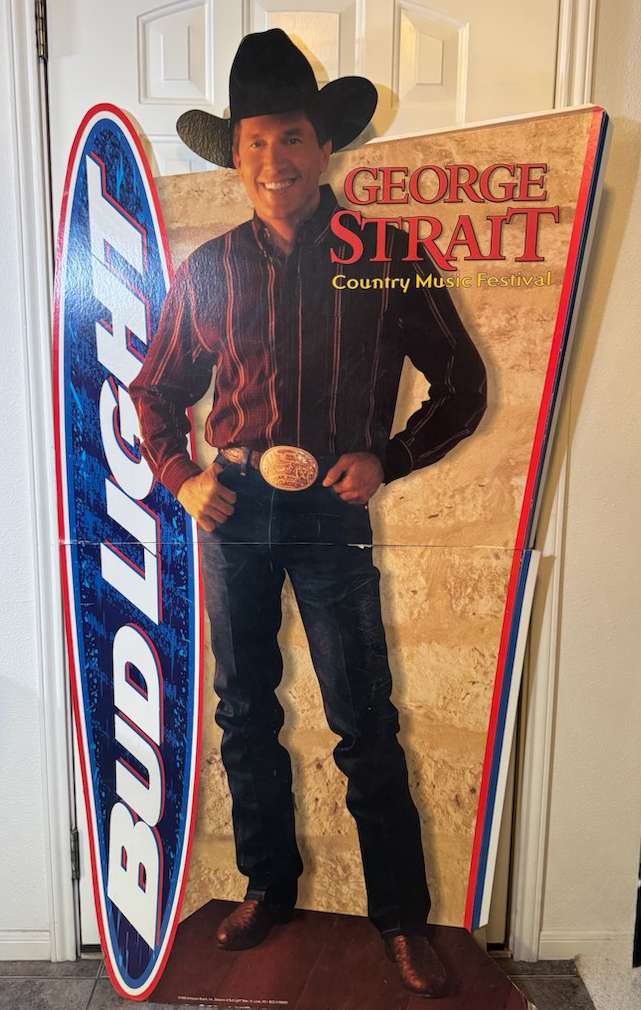 BUD LIGHT
GEORGE
STRAIT
Country Music Festival